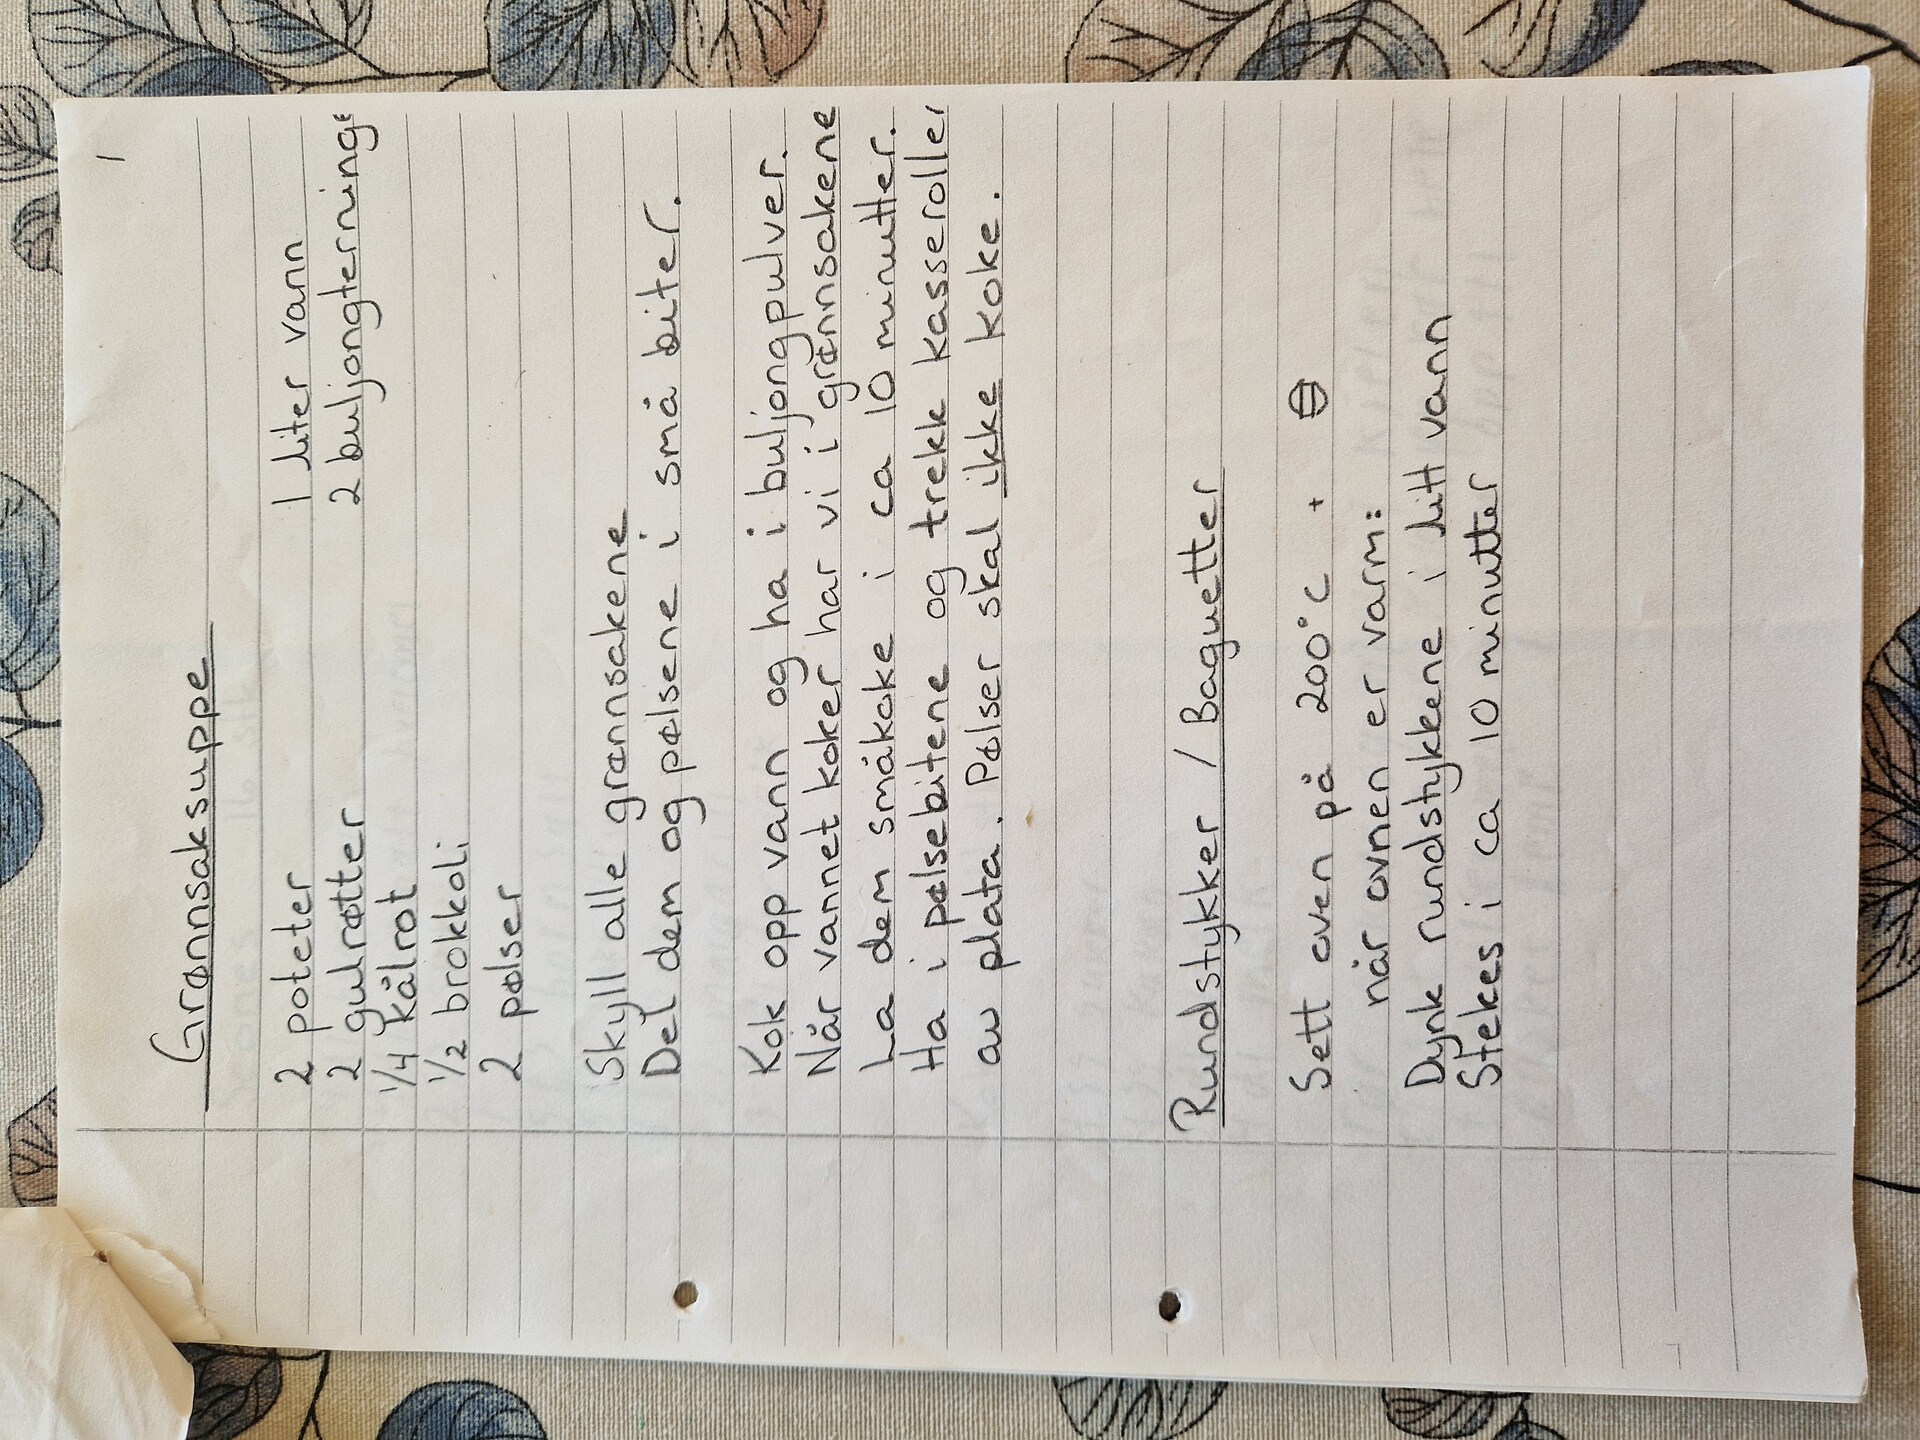 1
Grønnsaksuppe
2 poteter 1 liter vann
2 gulrøtter 2 buljongterninge
1/4 kålrot
1/2 brokkoli
2 pølser
Skyll alle grønnsakene
Del dem og pølsene i små biter.
Kok opp vann og ha i buljongpulver.
Når vannet koker har vi i grønnsakene
La dem småkoke i ca 10 minutter.
Ha i pølsebitene og trekk kasseroller
av plata. Pølser skal ikke koke.
Rundstykker / Baguetter
Sett oven på 200°C +
når ovnen er varm:
Dynk rundstykkene i litt vann
Stekes i ca 10 minutter